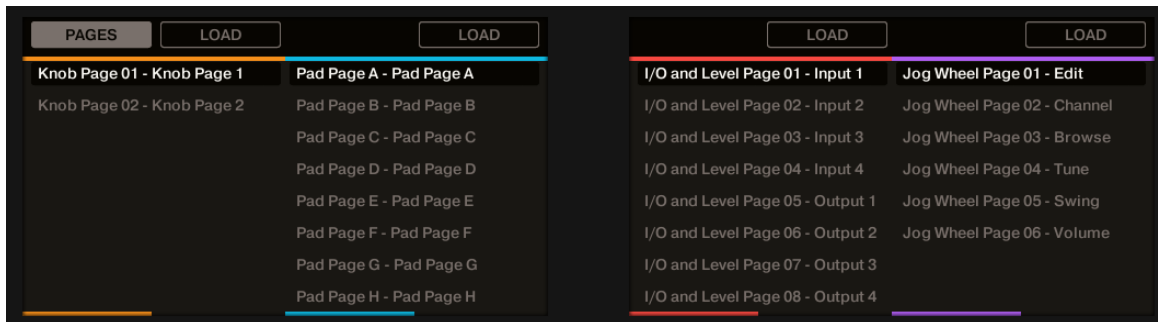 PAGES LOAD LOAD LOAD LOAD
Knob Page 01 - Knob Page 1
Knob Page 02 - Knob Page 2
Pad Page A - Pad Page A
Pad Page B - Pad Page B
Pad Page C - Pad Page C
Pad Page D - Pad Page D
Pad Page E - Pad Page E
Pad Page F - Pad Page F
Pad Page G - Pad Page G
Pad Page H - Pad Page H
I/O and Level Page 01 - Input 1
I/O and Level Page 02 - Input 2
I/O and Level Page 03 - Input 3
I/O and Level Page 04 - Input 4
I/O and Level Page 05 - Output 1
I/O and Level Page 06 - Output 2
I/O and Level Page 07 - Output 3
I/O and Level Page 08 - Output 4
Jog Wheel Page 01 - Edit
Jog Wheel Page 02 - Channel
Jog Wheel Page 03 - Browse
Jog Wheel Page 04 - Tune
Jog Wheel Page 05 - Swing
Jog Wheel Page 06 - Volume